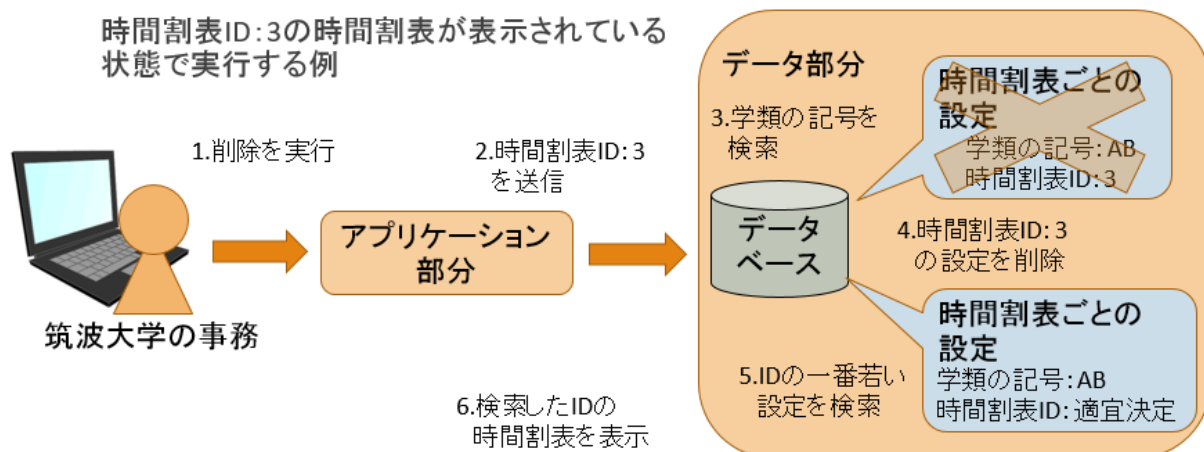 時間割表ID:3の時間割表が表示されている
状態で実行する例
1.削除を実行
2.時間割表ID:3
を送信
筑波大学の事務
アプリケーション
部分
データ部分
3.学類の記号を
検索
時間割表ごとの
設定
学類の記号:AB
時間割表ID:3
データ
ベース
4.時間割表ID:3
の設定を削除
時間割表ごとの
設定
学類の記号:AB
時間割表ID:適宜決定
5.IDの一番若い
設定を検索
6.検索したIDの
時間割表を表示